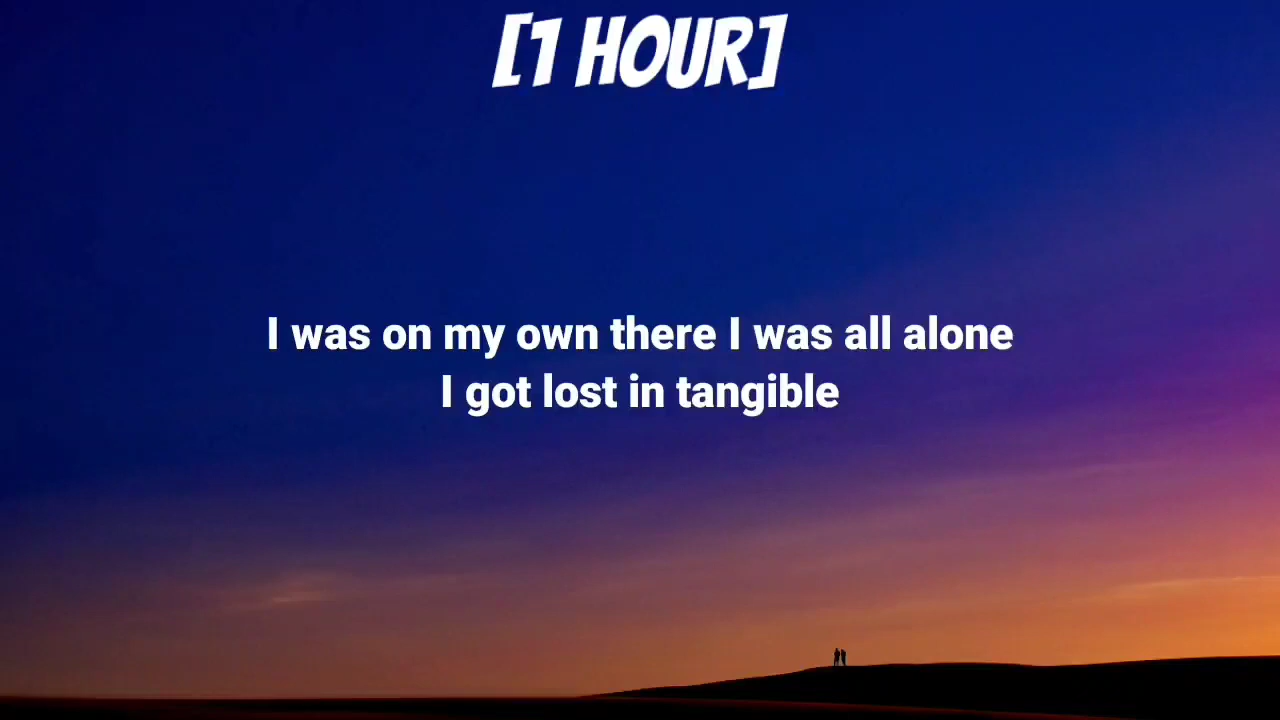 [1 HOUR]
I was on my own there I was all alone
I got lost in tangible